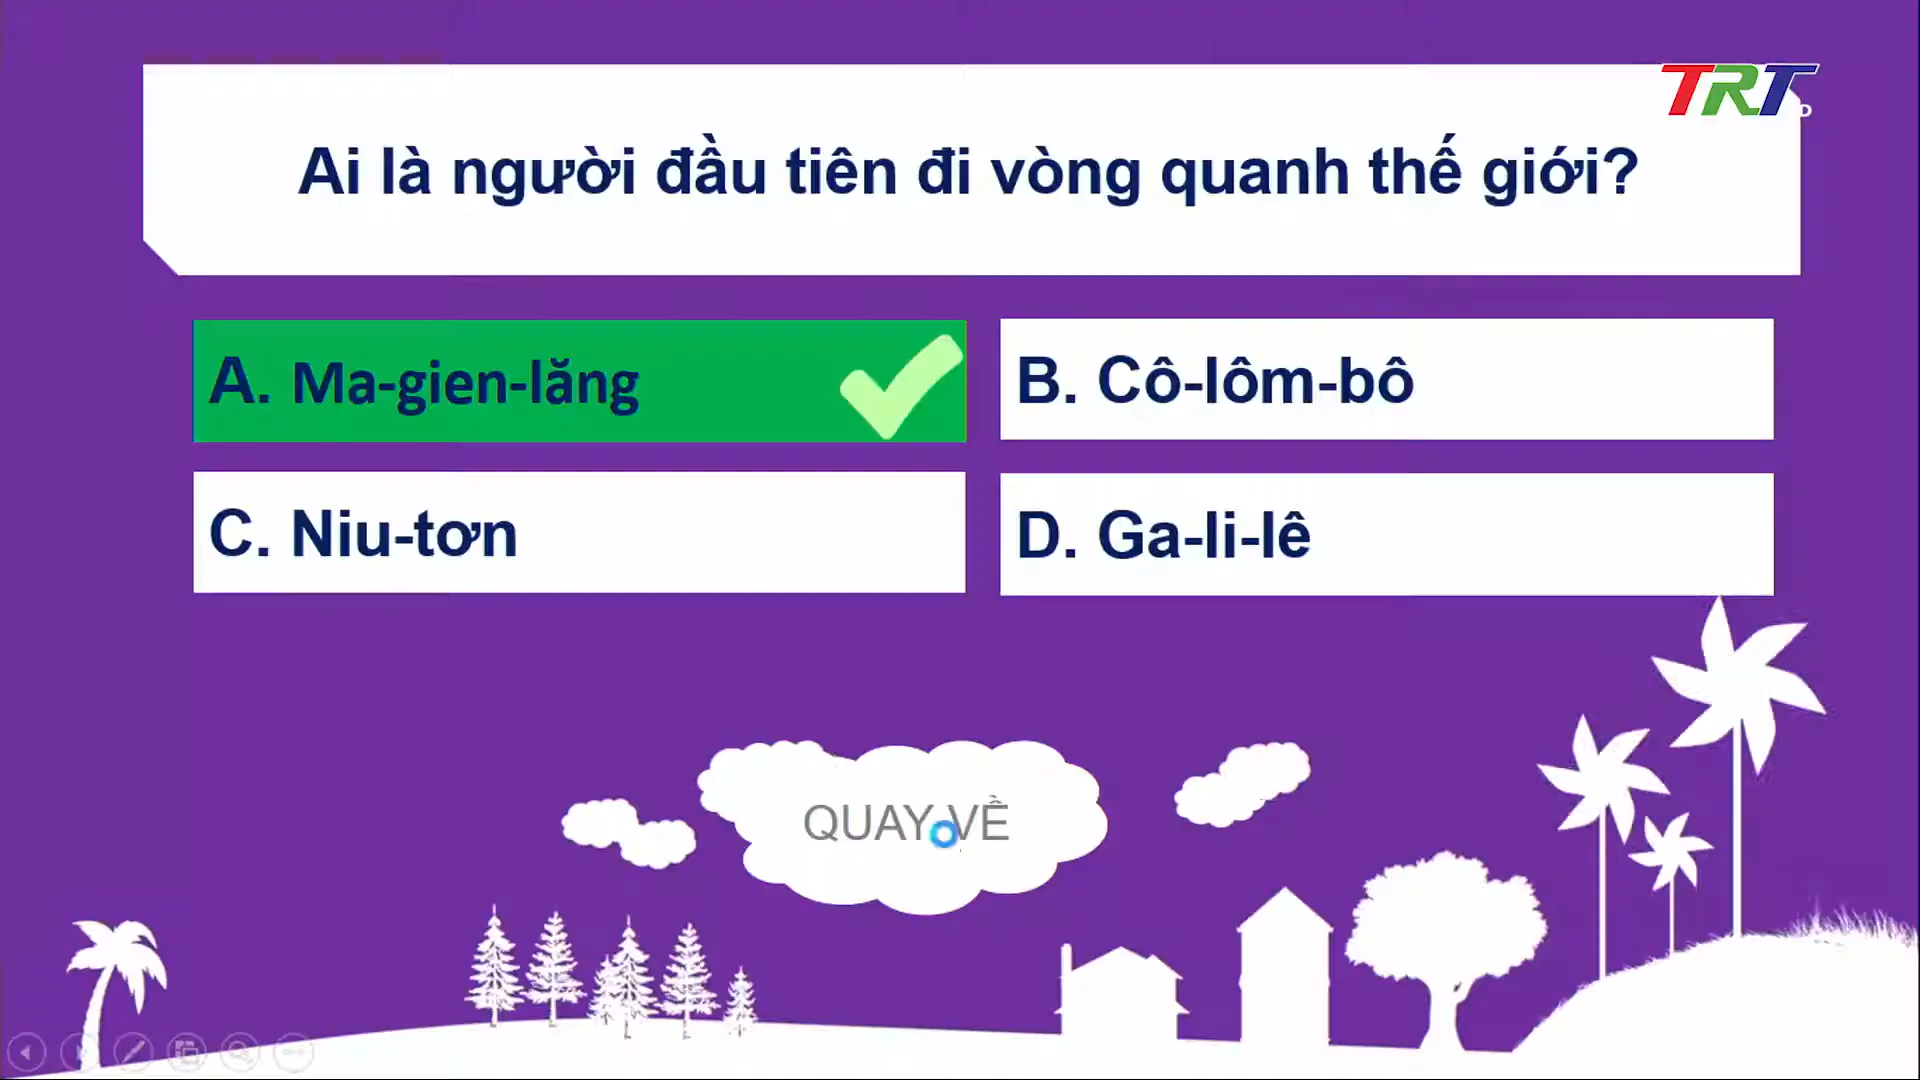 TRT
Ai là người đầu tiên đi vòng quanh thế giới?
A. Ma-gien-lăng
B. Cô-lôm-bô
C. Niu-tơn
D. Ga-li-lê
QUAY VỀ